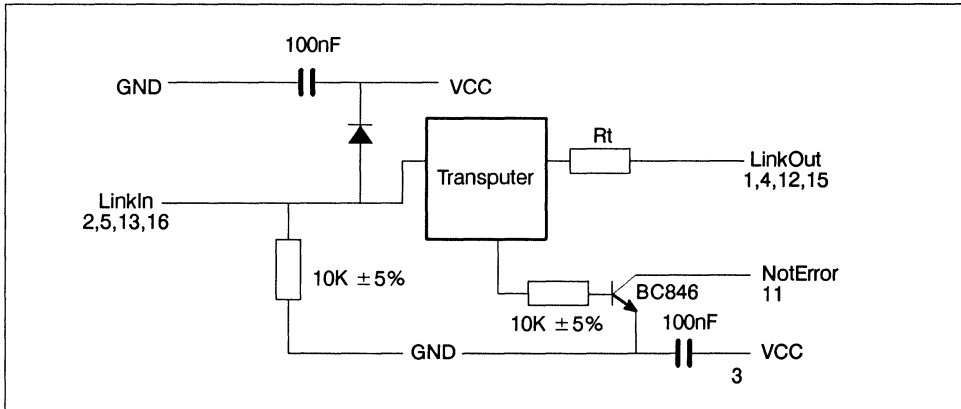 100nF
GND
VCC
Rt
LinkOut
1,4,12,15
Transputer
LinkIn
2,5,13,16
10K ±5%
NotError
11
BC846
10K ±5%
100nF
GND
VCC
3